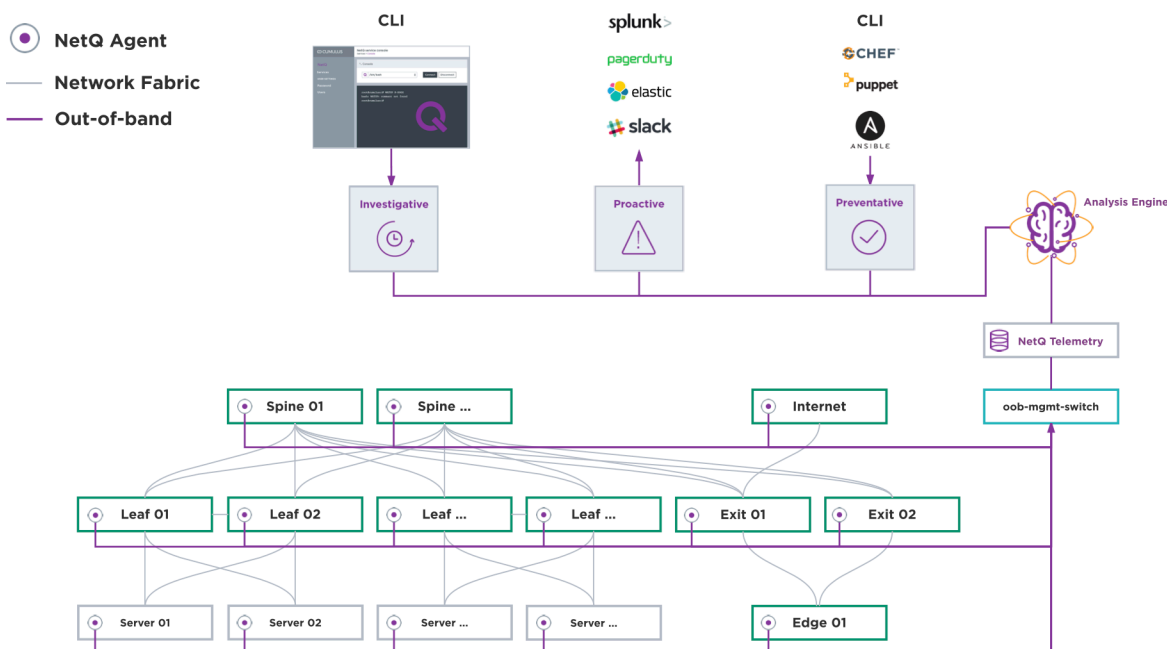 NetQ Agent
Network Fabric
Out-of-band
CLI
splunk>
pagerduty
elastic
slack
CLI
CHEF
puppet
ANSIBLE
Investigative
Proactive
Preventative
Analysis Engine
NetQ Telemetry
oob-mgmt-switch
Spine 01
Spine ...
Internet
Leaf 01
Leaf 02
Leaf ...
Leaf ...
Exit 01
Exit 02
Server 01
Server 02
Server ...
Server ...
Edge 01